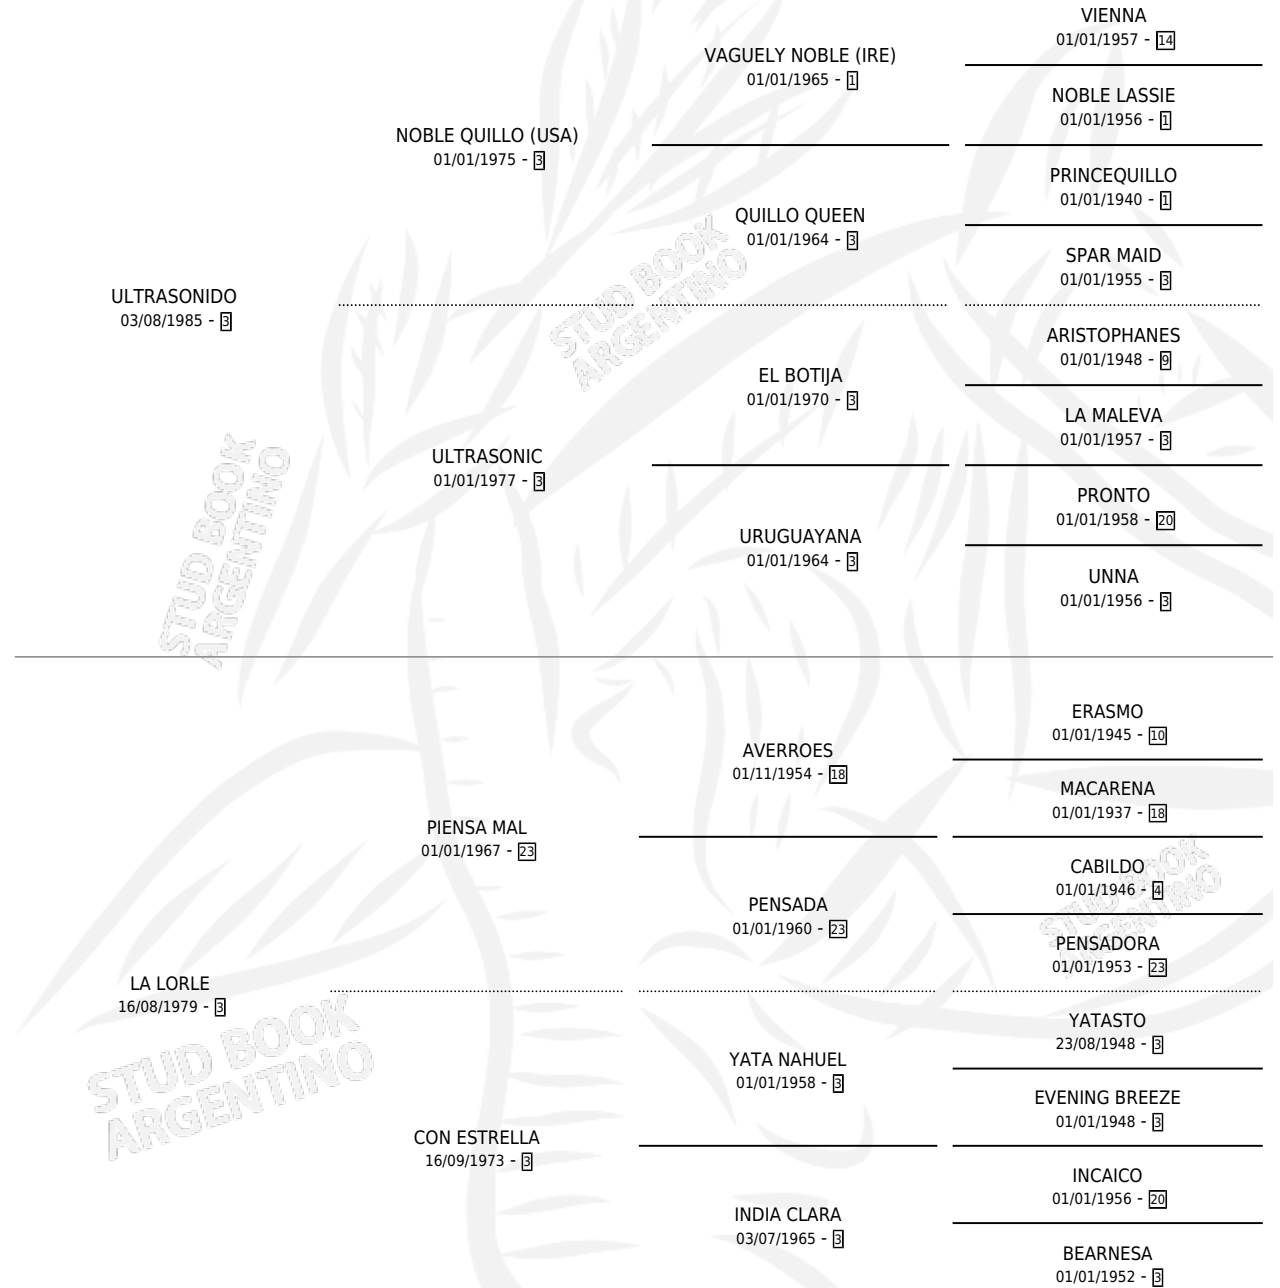 VIENNA
01/01/1957 - 14
VAGUELY NOBLE (IRE)
01/01/1965 - 1
NOBLE LASSIE
01/01/1956 - 1
NOBLE QUILLO (USA)
01/01/1975 - 3
PRINCEQUILLO
01/01/1940 - 1
QUILLO QUEEN
01/01/1964 - 3
SPAR MAID
01/01/1955 - 3
ULTRASONIDO
03/08/1985 - 3
ARISTOPHANES
01/01/1948 - 9
EL BOTIJA
01/01/1970 - 3
LA MALEVA
01/01/1957 - 3
ULTRASONIC
01/01/1977 - 3
PRONTO
01/01/1958 - 20
URUGUAYANA
01/01/1964 - 3
UNNA
01/01/1956 - 3
STUD BOOK
ARGENTINO
STUD BOOK
ARGENTINO
ERASMO
01/01/1945 - 10
AVERROES
01/11/1954 - 18
MACARENA
01/01/1937 - 18
PIENSA MAL
01/01/1967 - 23
CABILDO
01/01/1946 - 4
PENSADA
01/01/1960 - 23
PENSADORA
01/01/1953 - 23
LA LORLE
16/08/1979 - 3
YATASTO
23/08/1948 - 3
YATA NAHUEL
01/01/1958 - 3
EVENING BREEZE
01/01/1948 - 3
CON ESTRELLA
16/09/1973 - 3
INCAICO
01/01/1956 - 20
INDIA CLARA
03/07/1965 - 3
BEARNESA
01/01/1952 - 3
STUD BOOK
ARGENTINO
STUD BOOK
ARGENTINO